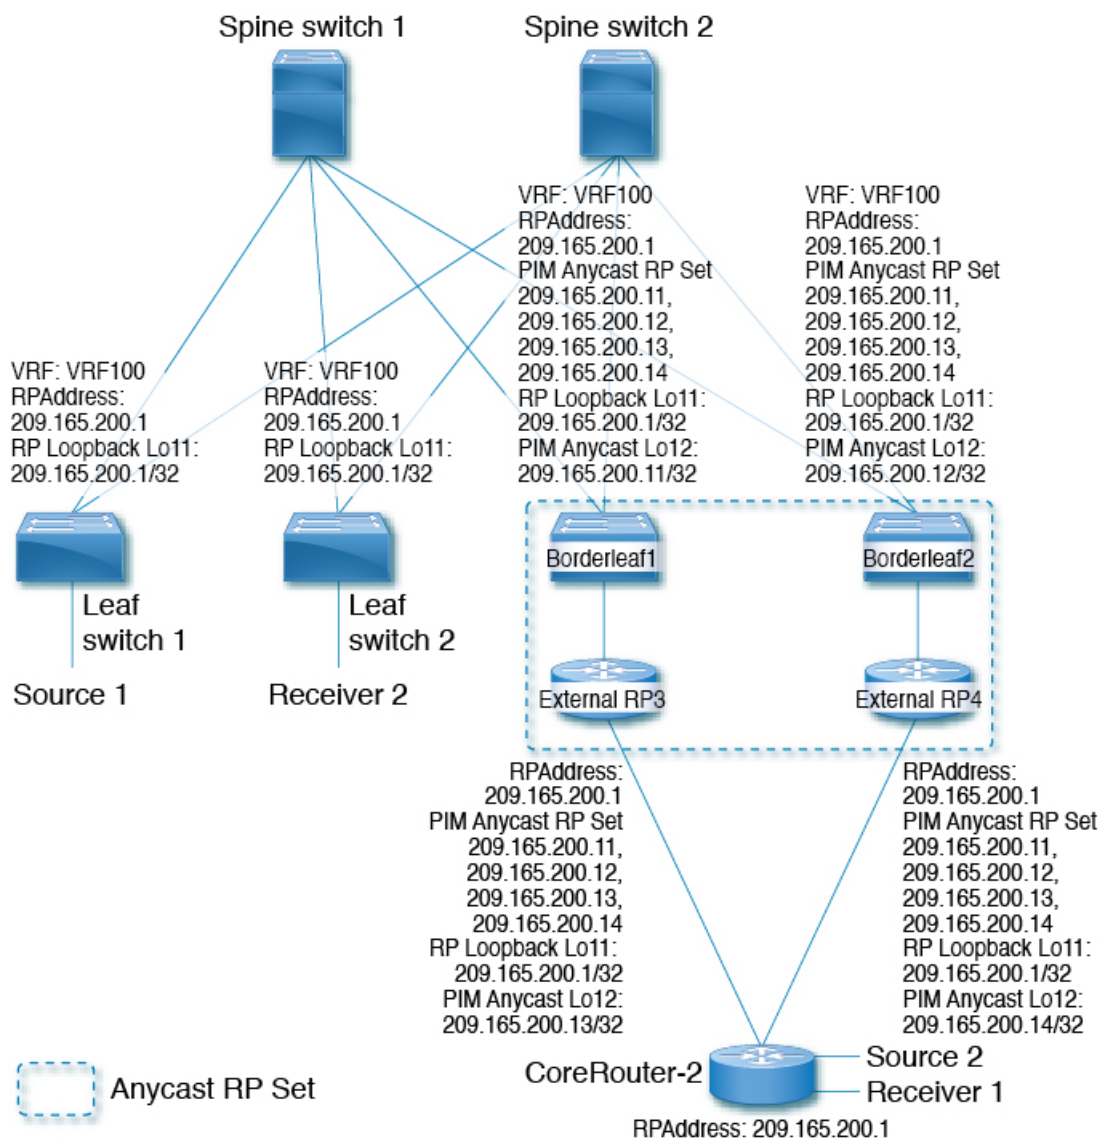 Spine switch 1
Spine switch 2
VRF: VRF100
RPAddress:
209.165.200.1
PIM Anycast RP Set
209.165.200.11,
209.165.200.12,
209.165.200.13,
209.165.200.14
RP Loopback Lo11:
209.165.200.1/32
PIM Anycast Lo12:
209.165.200.11/32
VRF: VRF100
RPAddress:
209.165.200.1
PIM Anycast RP Set
209.165.200.11,
209.165.200.12,
209.165.200.13,
209.165.200.14
RP Loopback Lo11:
209.165.200.1/32
PIM Anycast Lo12:
209.165.200.12/32
VRF: VRF100
RPAddress:
209.165.200.1
RP Loopback Lo11:
209.165.200.1/32
VRF: VRF100
RPAddress:
209.165.200.1
RP Loopback Lo11:
209.165.200.1/32
Borderleaf1
Borderleaf2
Leaf
switch 1
Leaf
switch 2
Source 1
Receiver 2
External RP3
External RP4
RPAddress:
209.165.200.1
PIM Anycast RP Set
209.165.200.11,
209.165.200.12,
209.165.200.13,
209.165.200.14
RP Loopback Lo11:
209.165.200.1/32
PIM Anycast Lo12:
209.165.200.13/32
RPAddress:
209.165.200.1
PIM Anycast RP Set
209.165.200.11,
209.165.200.12,
209.165.200.13,
209.165.200.14
RP Loopback Lo11:
209.165.200.1/32
PIM Anycast Lo12:
209.165.200.14/32
CoreRouter-2
Source 2
Receiver 1
RPAddress: 209.165.200.1
Anycast RP Set